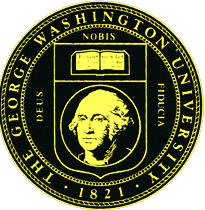 THE GEORGE WASHINGTON UNIVERSITY
· 1821 ·
NOBIS
DEUS
FIDUCIA